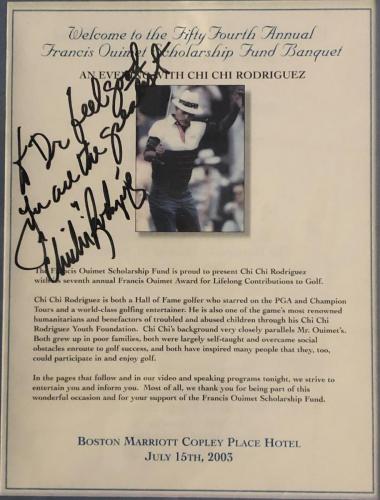 Welcome to the Fifty Fourth Annual
Francis Ouimet Scholarship Fund Banquet
AN EVENING WITH CHI CHI RODRIGUEZ
To Dr feel good
You are the greatest
Chi Chi Rodriguez
The Francis Ouimet Scholarship Fund is proud to present Chi Chi Rodriguez
with its seventh annual Francis Ouimet Award for Lifelong Contributions to Golf.
Chi Chi Rodriguez is both a Hall of Fame golfer who starred on the PGA and Champion
Tours and a world-class golfing entertainer. He is also one of the game's most renowned
humanitarians and benefactors of troubled and abused children through his Chi Chi
Rodriguez Youth Foundation. Chi Chi's background very closely parallels Mr. Ouimet's.
Both grew up in poor families, both were largely self-taught and overcame social
obstacles enroute to golf success, and both have inspired many people that they, too,
could participate in and enjoy golf.
In the pages that follow and in our video and speaking programs tonight, we strive to
entertain you and inform you. Most of all, we thank you for being part of this
wonderful occasion and for your support of the Francis Ouimet Scholarship Fund.
BOSTON MARRIOTT COPLEY PLACE HOTEL
JULY 15TH, 2003